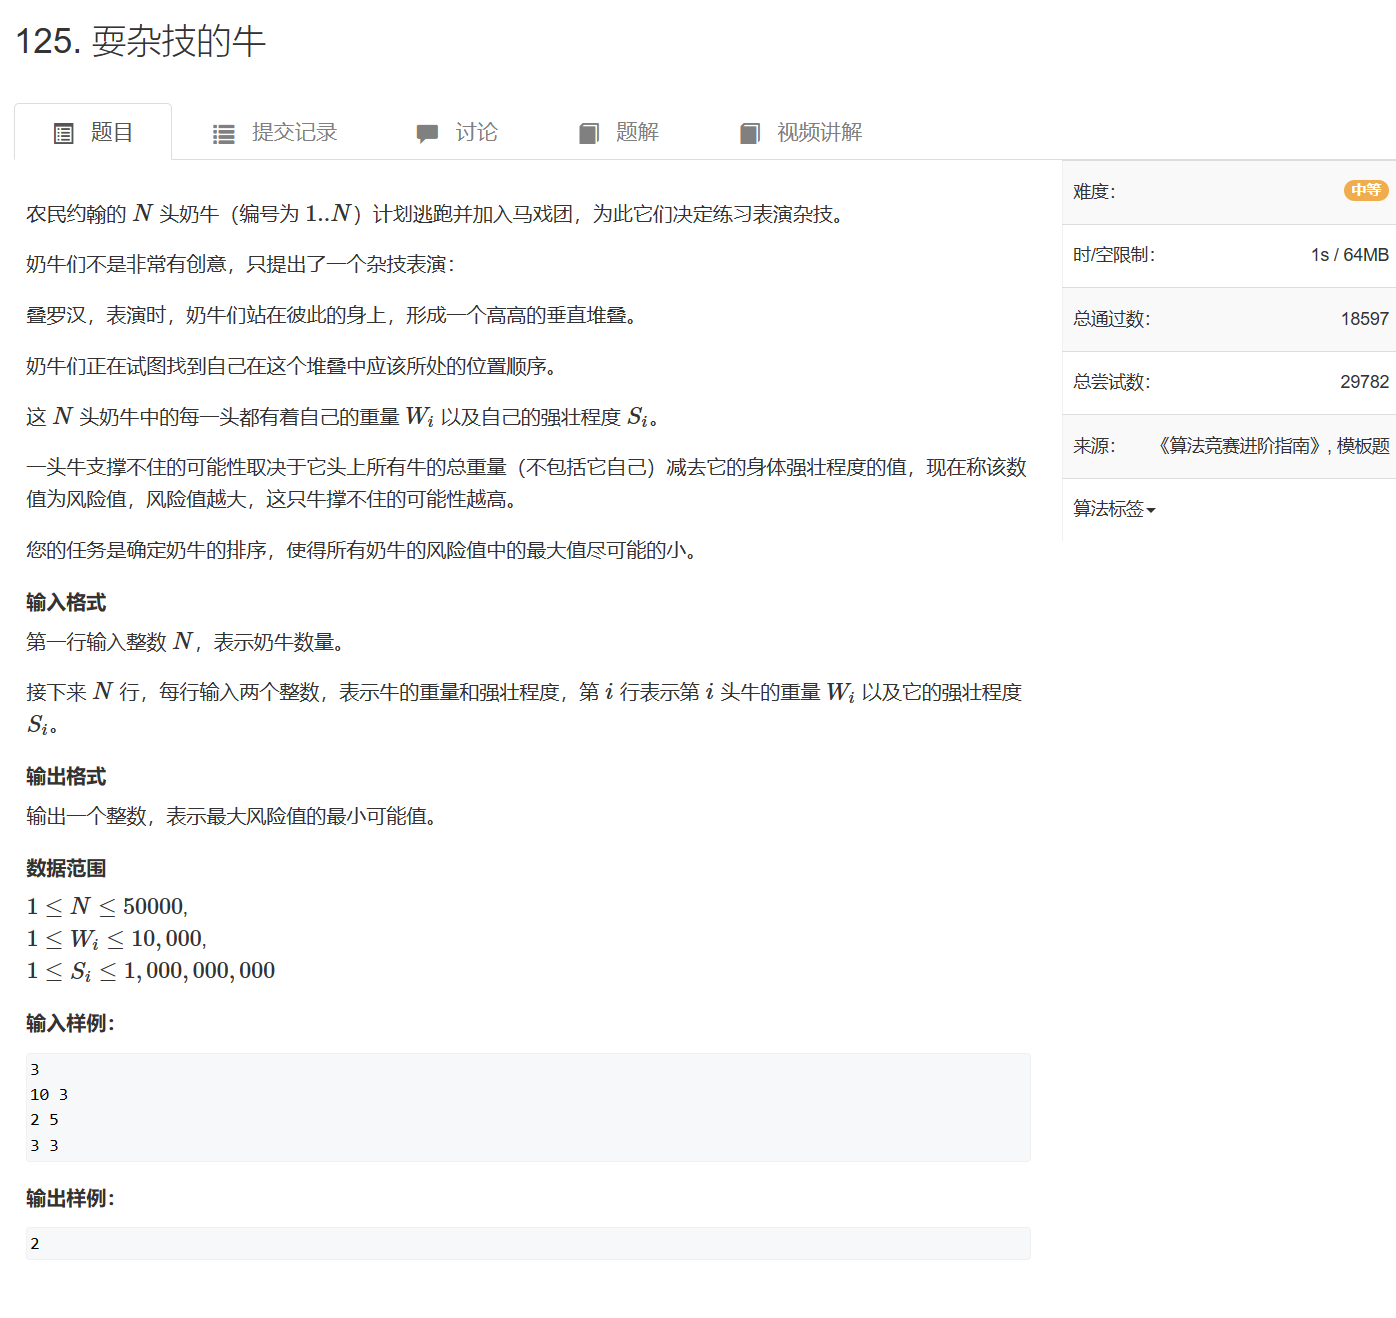 125. 耍杂技的牛
题目 提交记录 讨论 题解 视频讲解
农民约翰的 N 头奶牛（编号为 1..N）计划逃跑并加入马戏团，为此它们决定练习表演杂技。
奶牛们不是非常有创意，只提出了一个杂技表演：
叠罗汉，表演时，奶牛们站在彼此的身上，形成一个高高的垂直堆叠。
奶牛们正在试图找到自己在这个堆叠中应该所处的位置顺序。
这 N 头奶牛中的每一头都有着自己的重量 Wi 以及自己的强壮程度 Si。
一头牛支撑不住的可能性取决于它头上所有牛的总重量（不包括它自己）减去它的身体强壮程度的值，现在称该数
值为风险值，风险值越大，这只牛撑不住的可能性越高。
您的任务是确定奶牛的排序，使得所有奶牛的风险值中的最大值尽可能的小。
输入格式
第一行输入整数 N，表示奶牛数量。
接下来 N 行，每行输入两个整数，表示牛的重量和强壮程度，第 i 行表示第 i 头牛的重量 Wi 以及它的强壮程度
Si。
输出格式
输出一个整数，表示最大风险值的最小可能值。
数据范围
1 ≤ N ≤ 50000,
1 ≤ Wi ≤ 10,000,
1 ≤ Si ≤ 1,000,000,000
输入样例：
3
10 3
2 5
3 3
输出样例：
2
难度： 中等
时/空限制： 1s / 64MB
总通过数： 18597
总尝试数： 29782
来源： 《算法竞赛进阶指南》, 模板题
算法标签